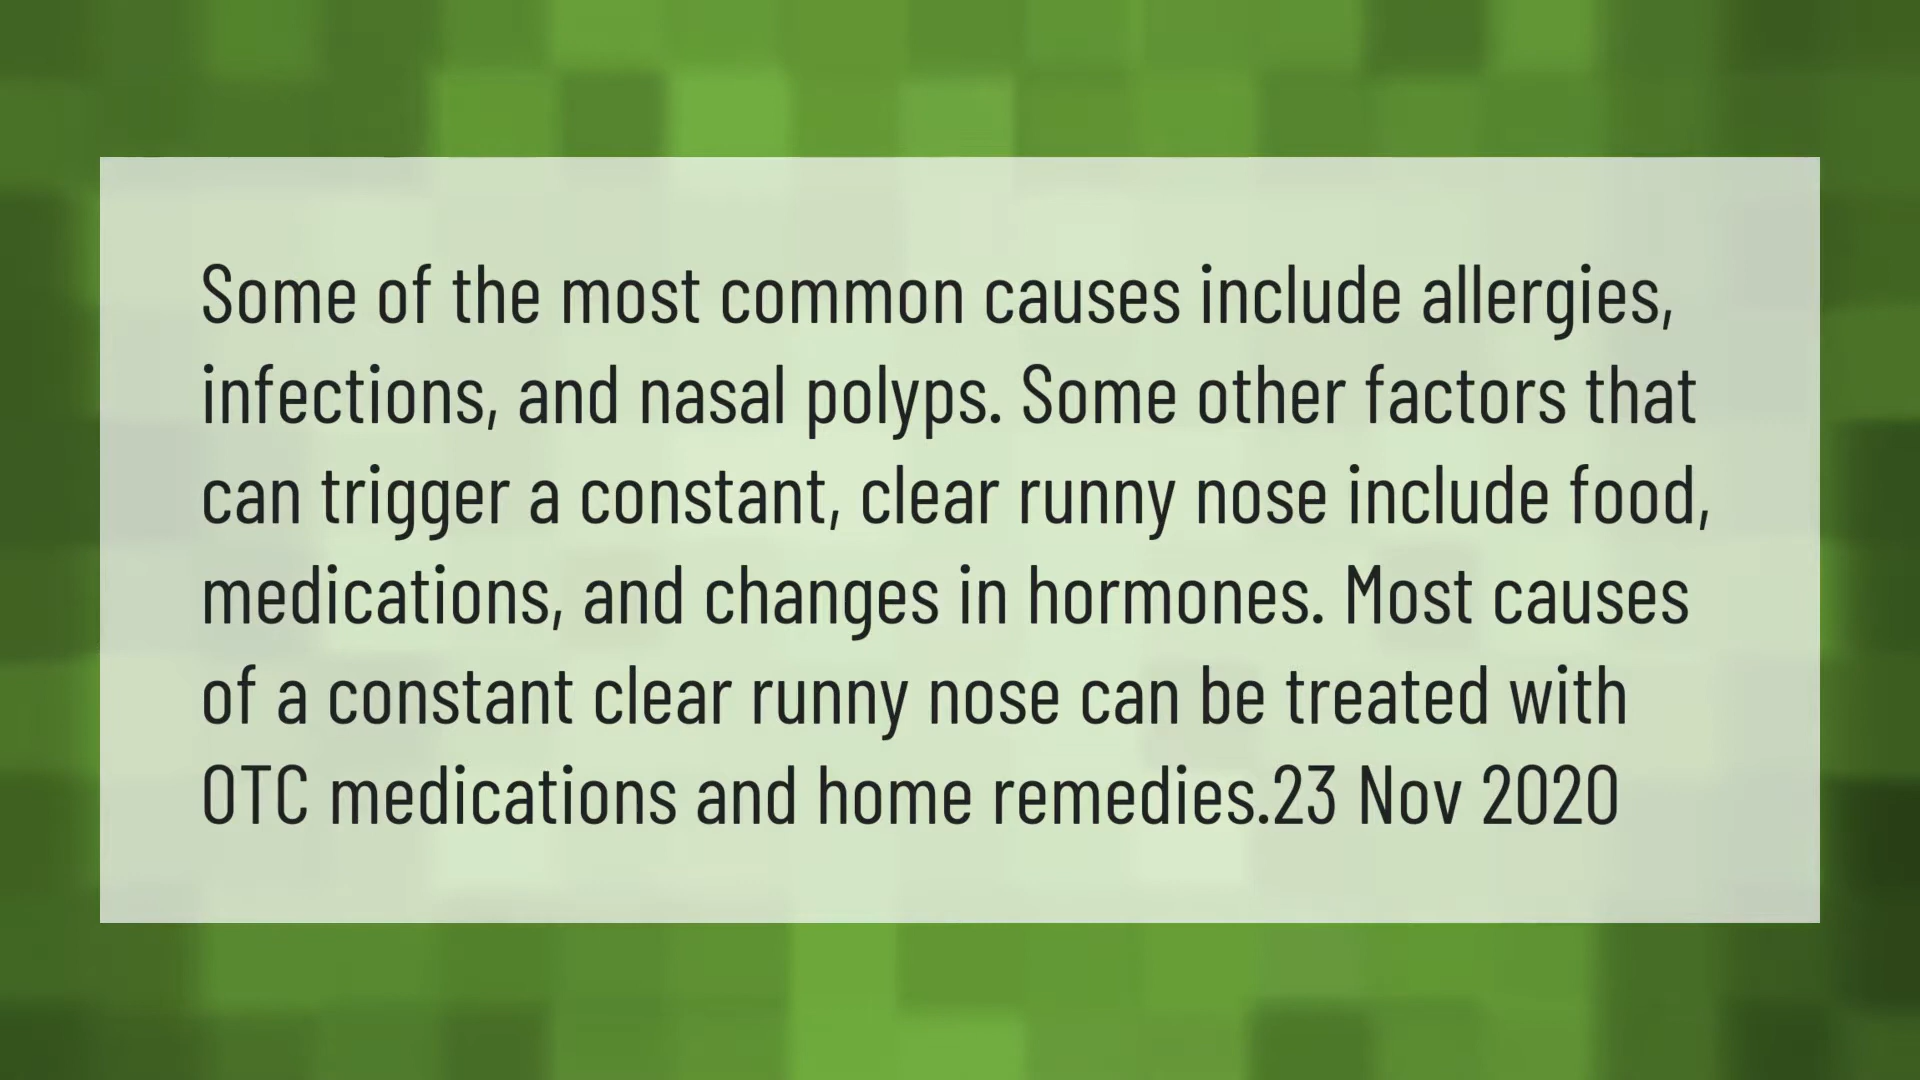 Some of the most common causes include allergies,
infections, and nasal polyps. Some other factors that
can trigger a constant, clear runny nose include food,
medications, and changes in hormones. Most causes
of a constant clear runny nose can be treated with
OTC medications and home remedies.23 Nov 2020